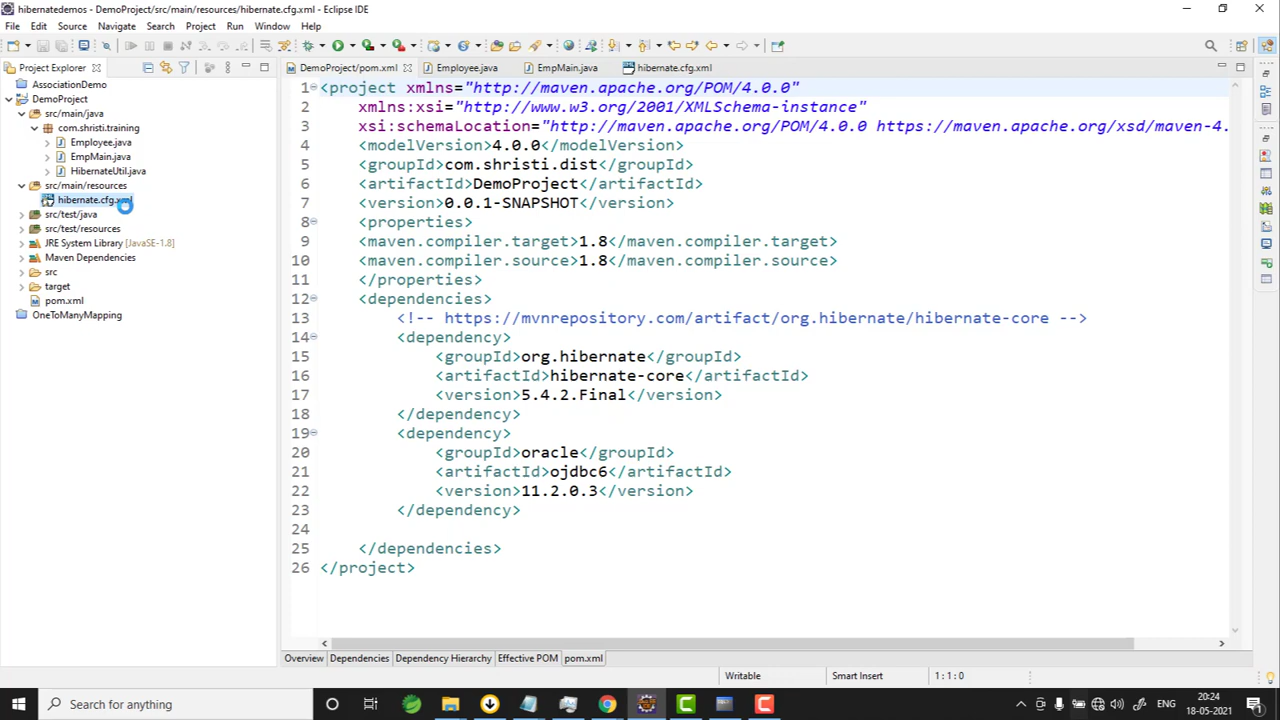 hibernatedemos - DemoProject/src/main/resources/hibernate.cfg.xml - Eclipse IDE
File Edit Source Navigate Search Project Run Window Help
Project Explorer
DemoProject/pom.xml Employee.java EmpMain.java hibernate.cfg.xml
AssociationDemo
DemoProject
src/main/java
com.shristi.training
Employee.java
EmpMain.java
HibernateUtil.java
src/main/resources
hibernate.cfg.xml
src/test/java
src/test/resources
JRE System Library [JavaSE-1.8]
Maven Dependencies
src
target
pom.xml
OneToManyMapping
1 <project xmlns="http://maven.apache.org/POM/4.0.0"
2 xmlns:xsi="http://www.w3.org/2001/XMLSchema-instance"
3 xsi:schemaLocation="http://maven.apache.org/POM/4.0.0 https://maven.apache.org/xsd/maven-4.
4 <modelVersion>4.0.0</modelVersion>
5 <groupId>com.shristi.dist</groupId>
6 <artifactId>DemoProject</artifactId>
7 <version>0.0.1-SNAPSHOT</version>
8 <properties>
9 <maven.compiler.target>1.8</maven.compiler.target>
10 <maven.compiler.source>1.8</maven.compiler.source>
11 </properties>
12 <dependencies>
13 <!-- https://mvnrepository.com/artifact/org.hibernate/hibernate-core -->
14 <dependency>
15 <groupId>org.hibernate</groupId>
16 <artifactId>hibernate-core</artifactId>
17 <version>5.4.2.Final</version>
18 </dependency>
19 <dependency>
20 <groupId>oracle</groupId>
21 <artifactId>ojdbc6</artifactId>
22 <version>11.2.0.3</version>
23 </dependency>
24
25 </dependencies>
26 </project>
Overview Dependencies Dependency Hierarchy Effective POM pom.xml
Writable Smart Insert 1 : 1 : 0
Type here to search
ENG
20:24
18-05-2021
1